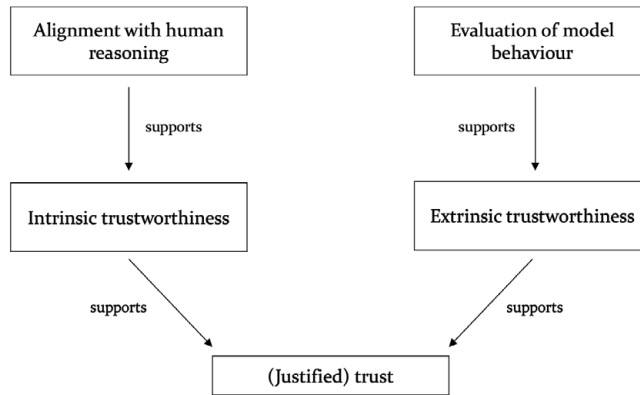 Alignment with human
reasoning
Evaluation of model
behaviour
supports
supports
Intrinsic trustworthiness
Extrinsic trustworthiness
supports
supports
(Justified) trust